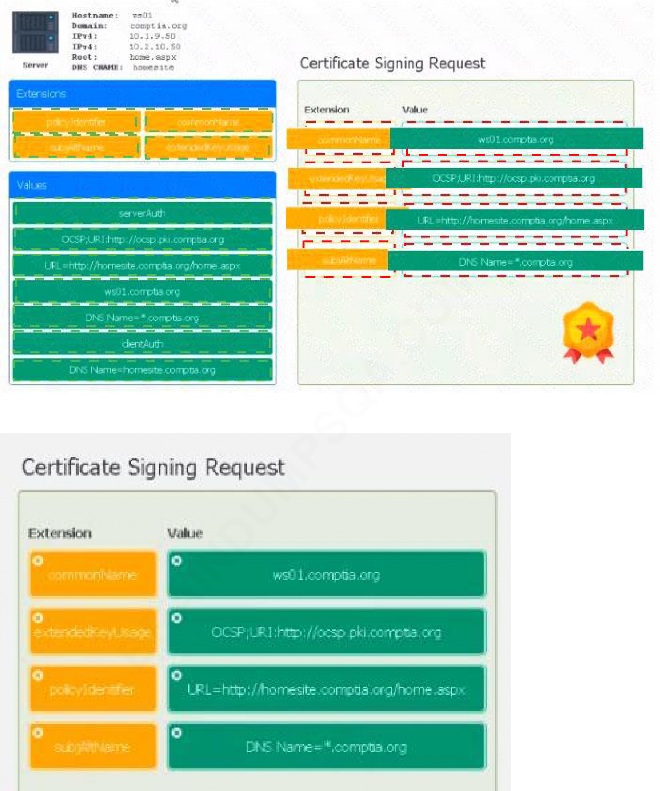 Hostname: ws01
Domain: comptia.org
IPv4: 10.1.9.50
IPv4: 10.2.10.50
Root: home.aspx
DNS CNAME: homesite
Server
Extensions
policyIdentifier
commonName
subjAltName
extendedKeyUsage
Values
serverAuth
OCSP;URI:http://ocsp.pki.comptia.org
URL=http://homesite.comptia.org/home.aspx
ws01.comptia.org
DNS Name=*.comptia.org
clientAuth
DNS Name=homesite.comptia.org
Certificate Signing Request
Extension Value
commonName ws01.comptia.org
extendedKeyUsage OCSP;URI:http://ocsp.pki.comptia.org
policyIdentifier URL=http://homesite.comptia.org/home.aspx
subjAltName DNS Name=*.comptia.org
Certificate Signing Request
Extension Value
commonName ws01.comptia.org
extendedKeyUsage OCSP;URI:http://ocsp.pki.comptia.org
policyIdentifier URL=http://homesite.comptia.org/home.aspx
subjAltName DNS Name=*.comptia.org